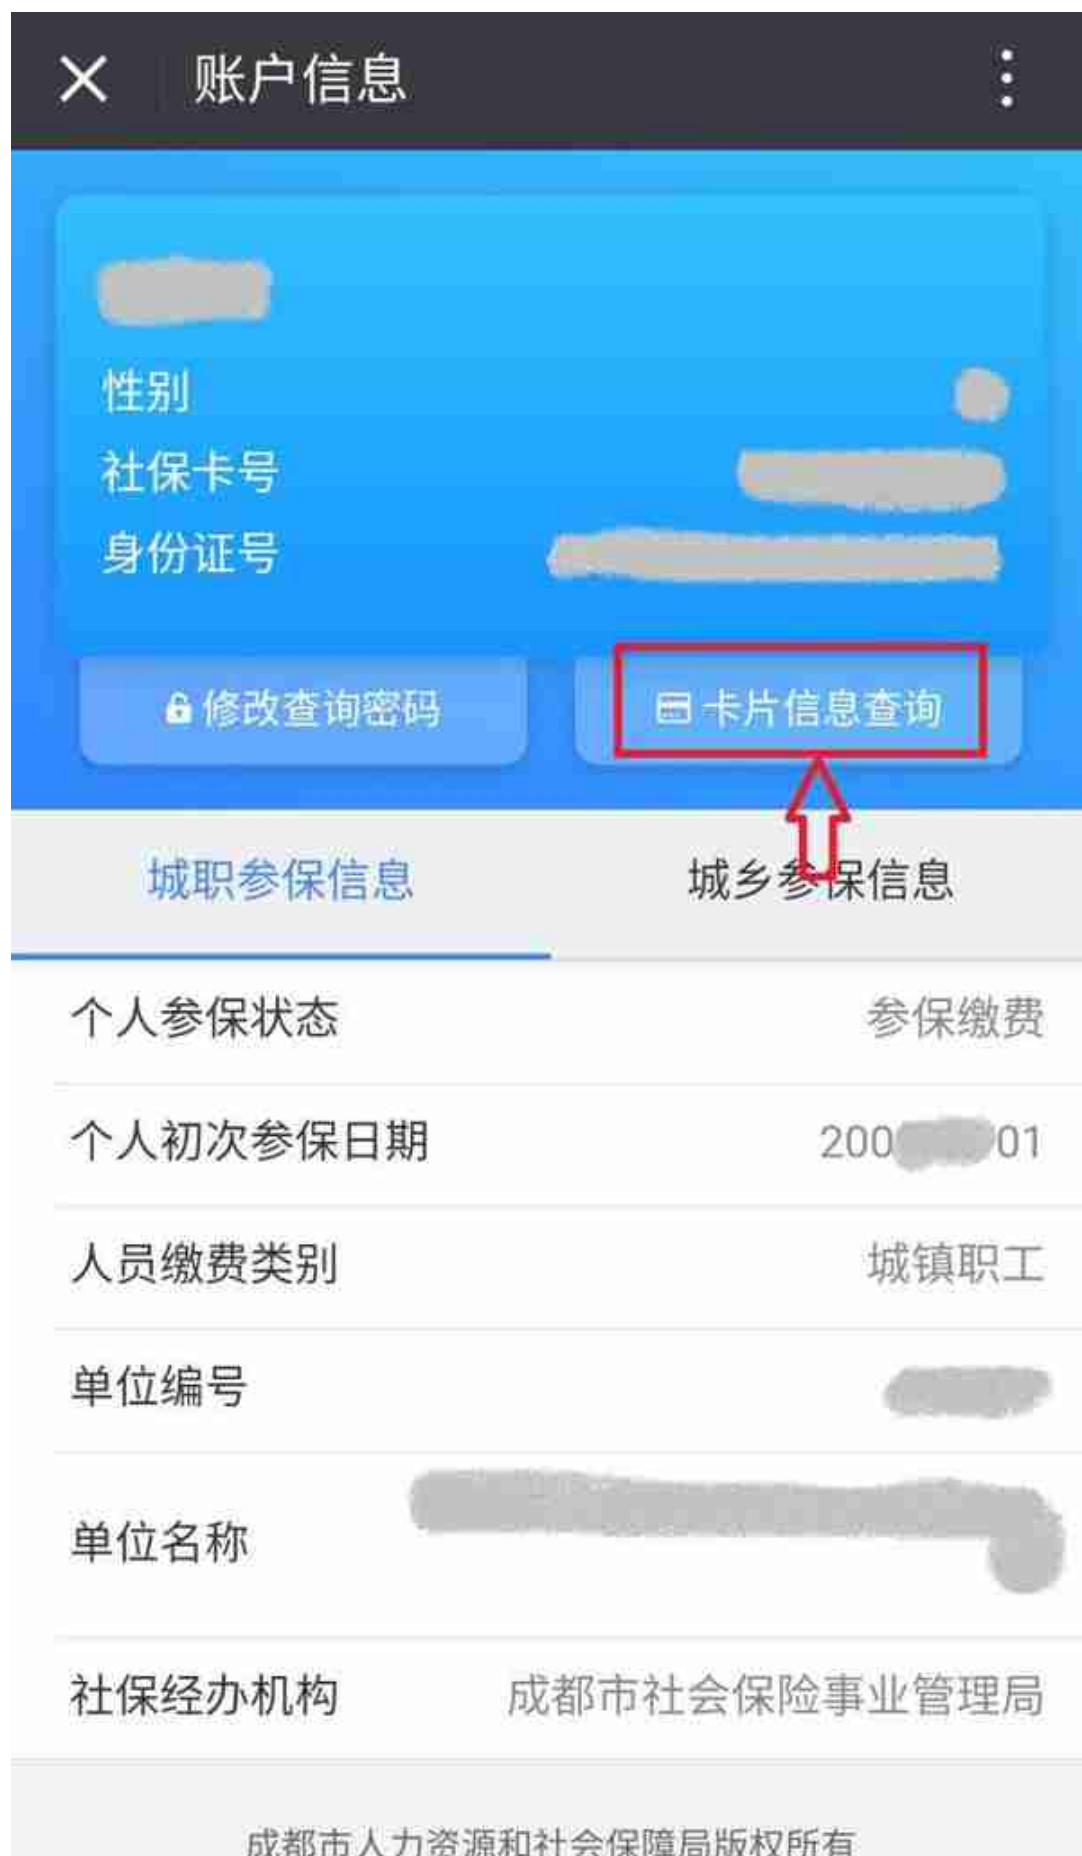 账户信息
性别
社保卡号
身份证号
修改查询密码
卡片信息查询
城职参保信息
城乡参保信息
个人参保状态
参保缴费
个人初次参保日期
200 01
人员缴费类别
城镇职工
单位编号
单位名称
社保经办机构
成都市社会保险事业管理局
成都市人力资源和社会保障局版权所有